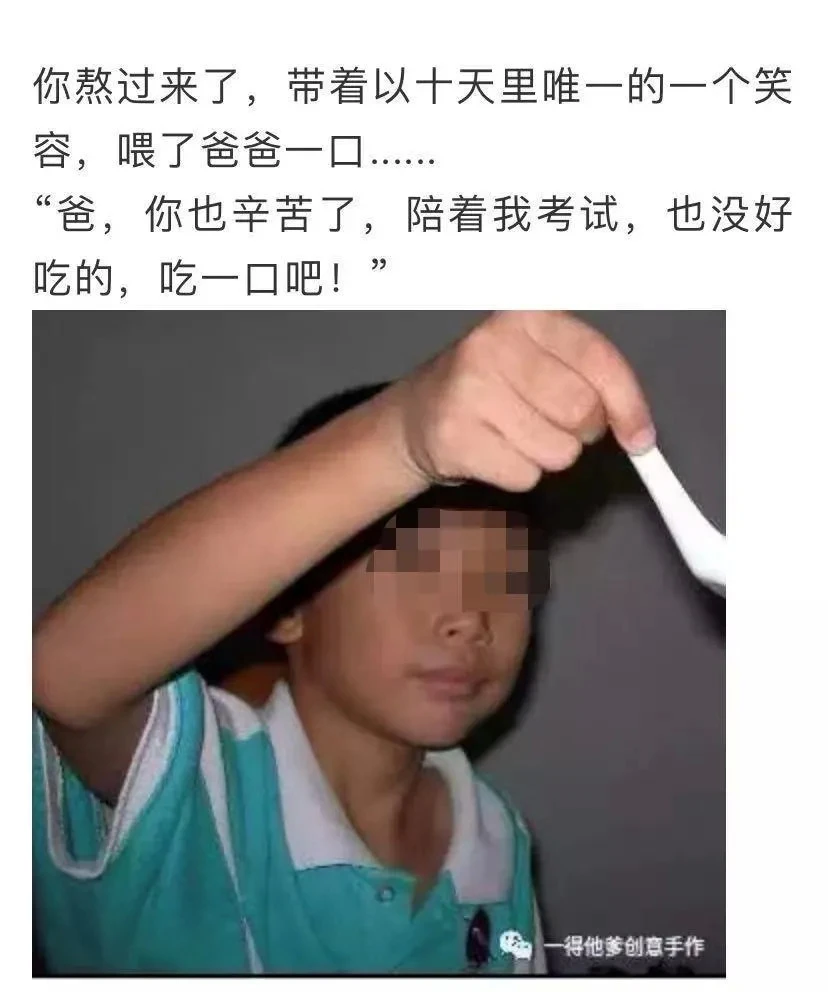 你熬过来了，带着以十天里唯一的一个笑
容，喂了爸爸一口......
“爸，你也辛苦了，陪着我考试，也没好
吃的，吃一口吧！”
一得他爹创意手作